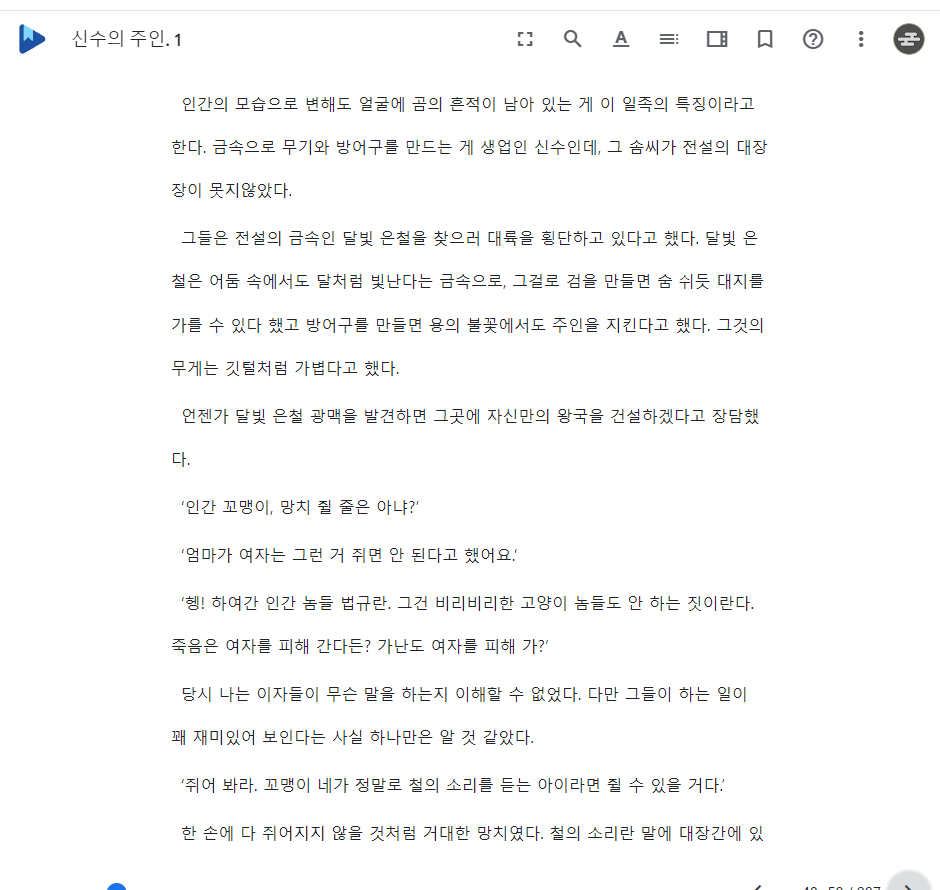 신수의 주인. 1
인간의 모습으로 변해도 얼굴에 곰의 흔적이 남아 있는 게 이 일족의 특징이라고
한다. 금속으로 무기와 방어구를 만드는 게 생업인 신수인데, 그 솜씨가 전설의 대장
장이 못지않았다.
그들은 전설의 금속인 달빛 은철을 찾으러 대륙을 횡단하고 있다고 했다. 달빛 은
철은 어둠 속에서도 달처럼 빛난다는 금속으로, 그걸로 검을 만들면 숨 쉬듯 대지를
가를 수 있다 했고 방어구를 만들면 용의 불꽃에서도 주인을 지킨다고 했다. 그것의
무게는 깃털처럼 가볍다고 했다.
언젠가 달빛 은철 광맥을 발견하면 그곳에 자신만의 왕국을 건설하겠다고 장담했
다.
‘인간 꼬맹이, 망치 쥘 줄은 아냐?’
‘엄마가 여자는 그런 거 쥐면 안 된다고 했어요.’
‘헹! 하여간 인간 놈들 법규란. 그건 비리비리한 고양이 놈들도 안 하는 짓이란다.
죽음은 여자를 피해 간다든? 가난도 여자를 피해 가?’
당시 나는 이자들이 무슨 말을 하는지 이해할 수 없었다. 다만 그들이 하는 일이
꽤 재미있어 보인다는 사실 하나만은 알 것 같았다.
‘쥐어 봐라. 꼬맹이 네가 정말로 철의 소리를 듣는 아이라면 쥘 수 있을 거다.’
한 손에 다 쥐어지지 않을 것처럼 거대한 망치였다. 철의 소리란 말에 대장간에 있